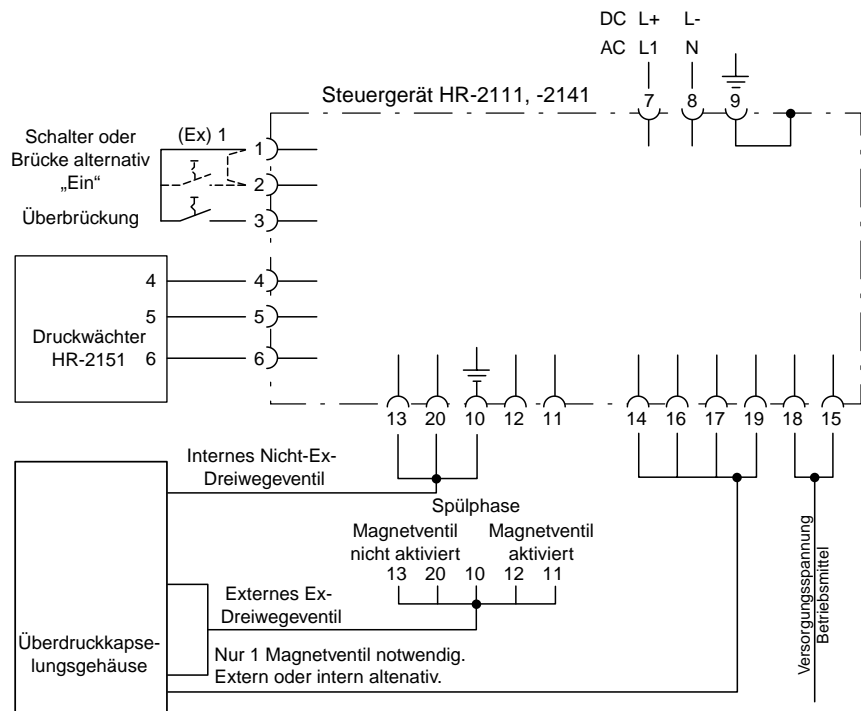 DC L+ L-
AC L1 N
Steuergerät HR-2111, -2141
7 8 9
Schalter oder
Brücke alternativ
„Ein“
(Ex) 1
1
2
Überbrückung
3
4 4
5 5
Druckwächter
HR-2151
6 6
13 20 10 12 11 14 16 17 19 18 15
Internes Nicht-Ex-
Dreiwegeventil
Spülphase
Magnetventil
nicht aktiviert
Magnetventil
aktiviert
13 20 10 12 11
Externes Ex-
Dreiwegeventil
Überdruckkapse-
lungsgehäuse
Nur 1 Magnetventil notwendig.
Extern oder intern altenativ.
Versorgungsspannung
Betriebsmittel